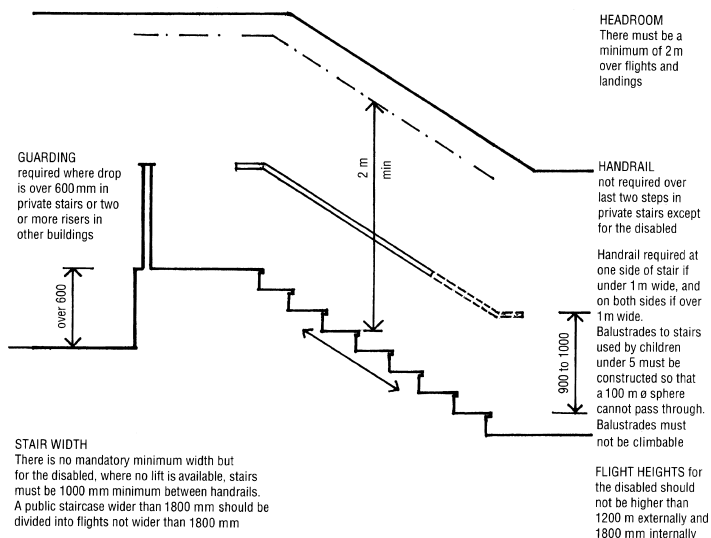 HEADROOM
There must be a
minimum of 2 m
over flights and
landings
GUARDING
required where drop
is over 600 mm in
private stairs or two
or more risers in
other buildings
2 m
min
HANDRAIL
not required over
last two steps in
private stairs except
for the disabled
Handrail required at
one side of stair if
under 1 m wide, and
on both sides if over
1 m wide.
Balustrades to stairs
used by children
under 5 must be
constructed so that
a 100 m ø sphere
cannot pass through.
Balustrades must
not be climbable
over 600
900 to 1000
STAIR WIDTH
There is no mandatory minimum width but
for the disabled, where no lift is available, stairs
must be 1000 mm minimum between handrails.
A public staircase wider than 1800 mm should be
divided into flights not wider than 1800 mm
FLIGHT HEIGHTS for
the disabled should
not be higher than
1200 m externally and
1800 mm internally